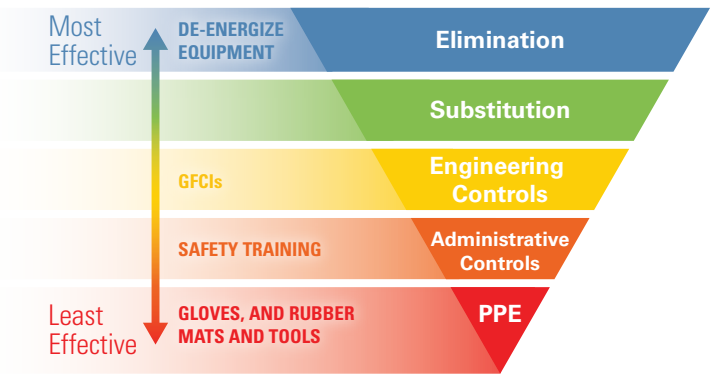 Most
Effective
DE-ENERGIZE
EQUIPMENT
Elimination
Substitution
GFCIs
Engineering
Controls
SAFETY TRAINING
Administrative
Controls
Least
Effective
GLOVES, AND RUBBER
MATS AND TOOLS
PPE